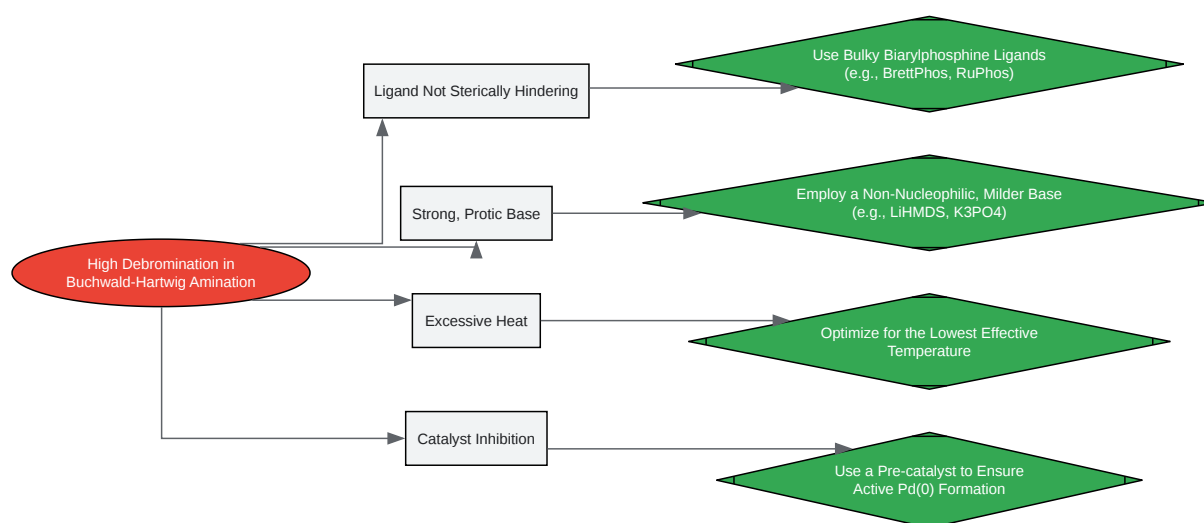 Use Bulky Biarylphosphine Ligands
(e.g., BrettPhos, RuPhos)
Ligand Not Sterically Hindering
Employ a Non-Nucleophilic, Milder Base
(e.g., LiHMDS, K3PO4)
Strong, Protic Base
High Debromination in
Buchwald-Hartwig Amination
Excessive Heat
Optimize for the Lowest Effective
Temperature
Catalyst Inhibition
Use a Pre-catalyst to Ensure
Active Pd(0) Formation